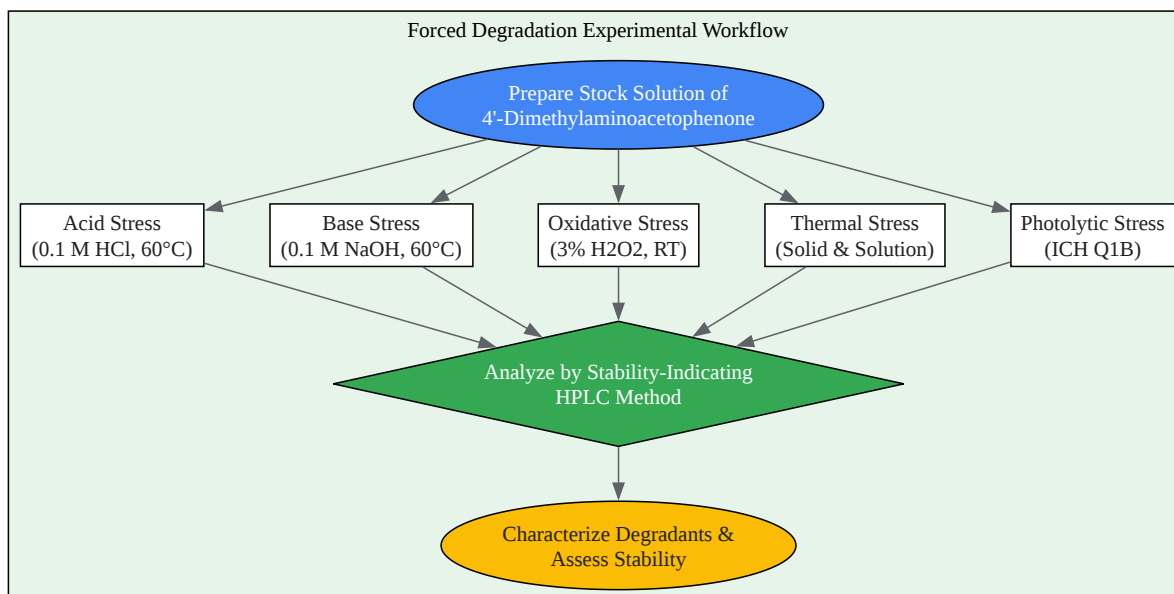 Forced Degradation Experimental Workflow
Prepare Stock Solution of
4'-Dimethylaminoacetophenone
Acid Stress
(0.1 M HCl, 60°C)
Base Stress
(0.1 M NaOH, 60°C)
Oxidative Stress
(3% H2O2, RT)
Thermal Stress
(Solid & Solution)
Photolytic Stress
(ICH Q1B)
Analyze by Stability-Indicating
HPLC Method
Characterize Degradants &
Assess Stability